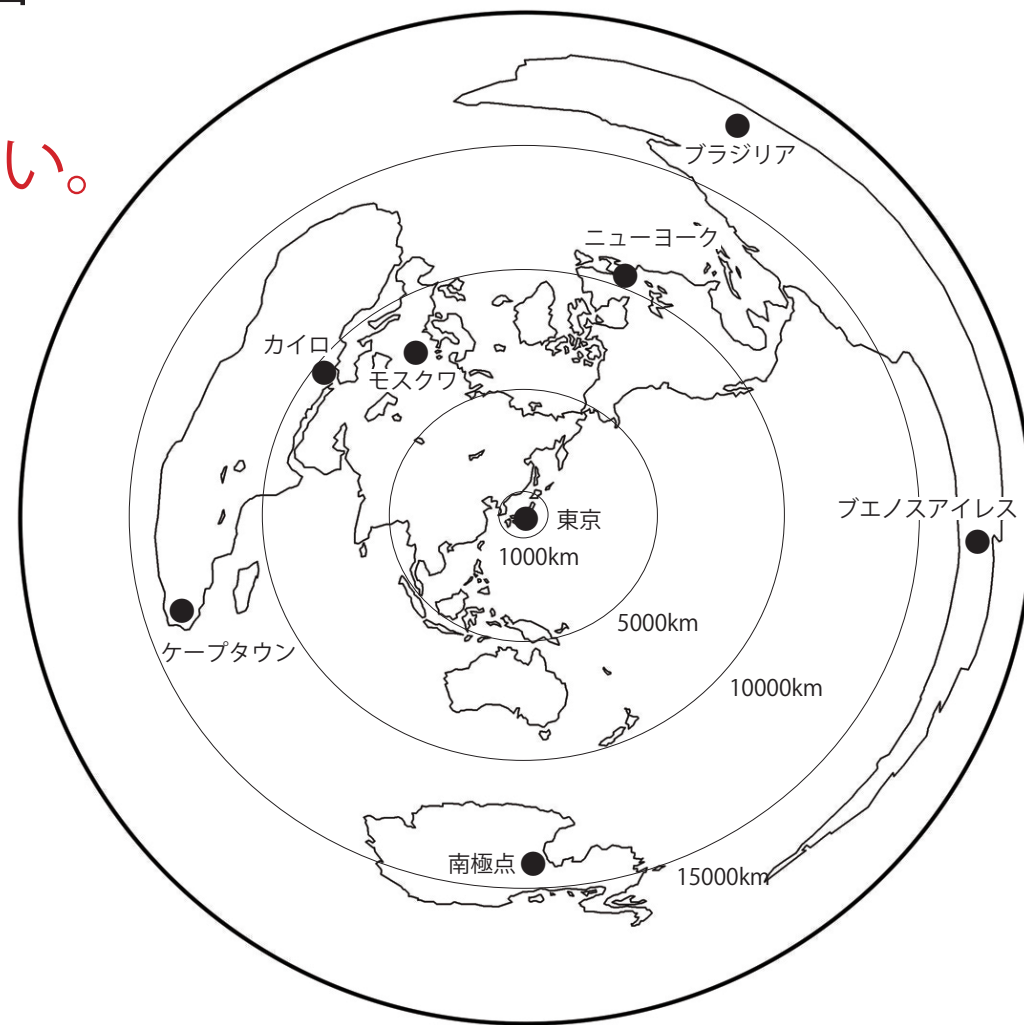 い。
ブラジリア
ニューヨーク
カイロ
モスクワ
ブエノスアイレス
東京
1000km
5000km
ケープタウン
10000km
南極点
15000km